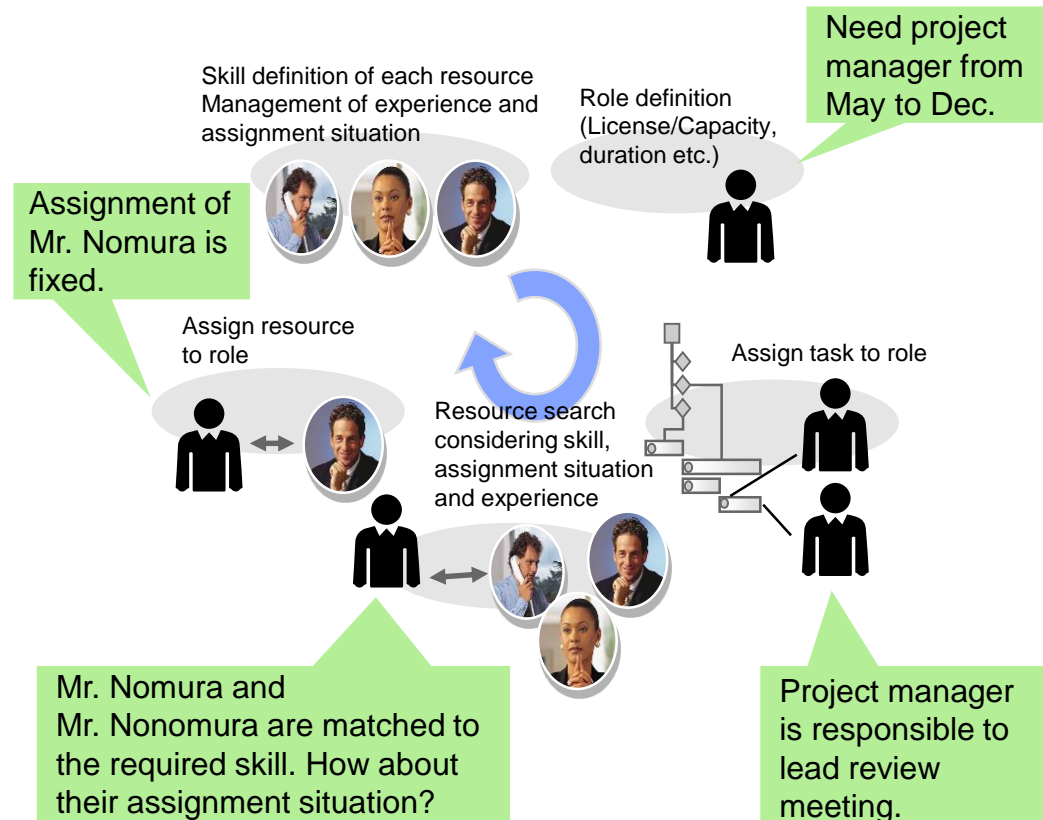 Need project
manager from
May to Dec.
Skill definition of each resource
Management of experience and
assignment situation
Role definition
(License/Capacity,
duration etc.)
Assignment of
Mr. Nomura is
fixed.
Assign resource
to role
Assign task to role
Resource search
considering skill,
assignment situation
and experience
Mr. Nomura and
Mr. Nonomura are matched to
the required skill. How about
their assignment situation?
Project manager
is responsible to
lead review
meeting.